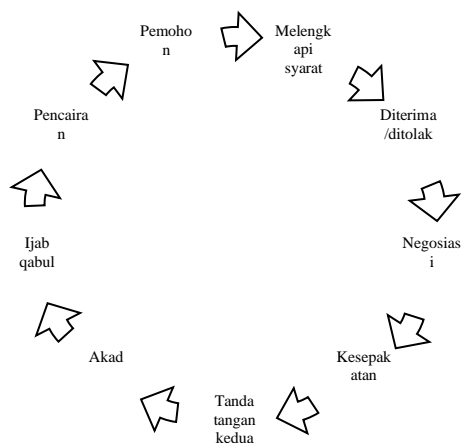 Pemoho
n
Melengk
api
syarat
Diterima
/ditolak
Negosias
i
Kesepak
atan
Tanda
tangan
kedua
Akad
Ijab
qabul
Pencaira
n